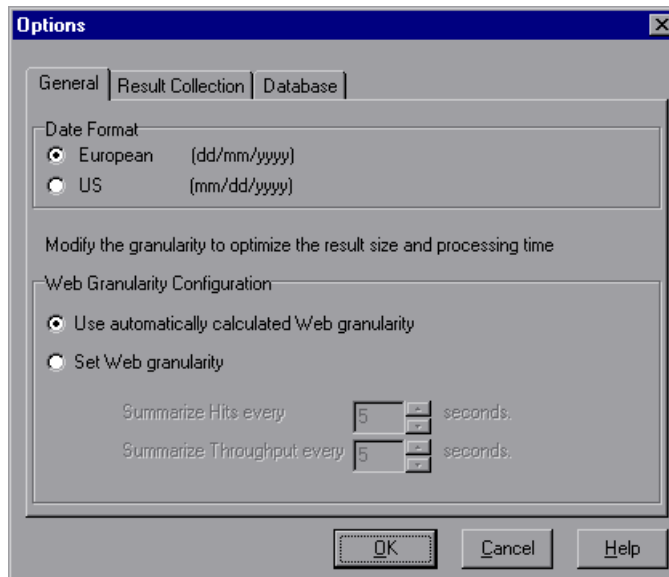 Options
General Result Collection Database
Date Format
European (dd/mm/yyyy)
US (mm/dd/yyyy)
Modify the granularity to optimize the result size and processing time
Web Granularity Configuration
Use automatically calculated Web granularity
Set Web granularity
Summarize Hits every 5 seconds.
Summarize Throughput every 5 seconds.
OK Cancel Help